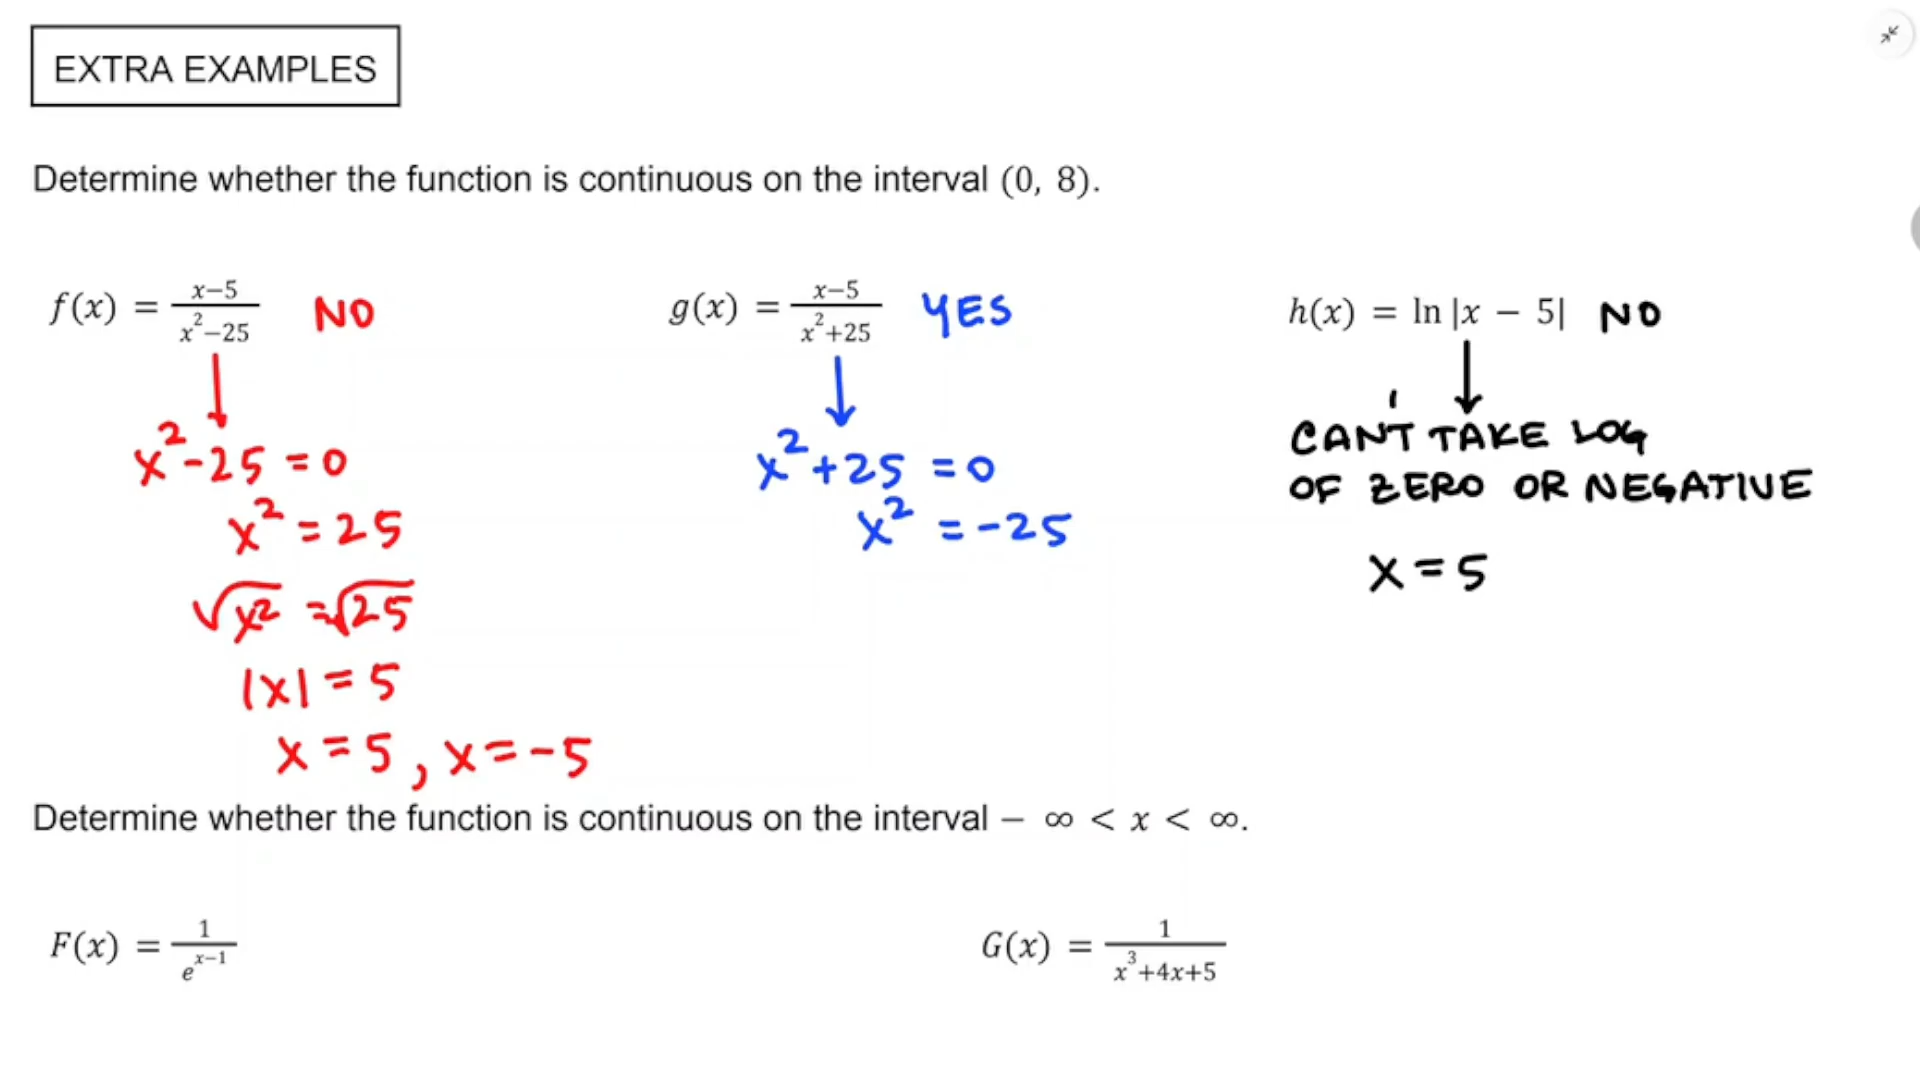 EXTRA EXAMPLES
Determine whether the function is continuous on the interval (0, 8).
f(x) = (x−5)/(x²−25) NO
x²-25 = 0
x² = 25
√x² = √25
|x| = 5
x = 5, x = -5
g(x) = (x−5)/(x²+25) YES
x²+25 = 0
x² = -25
h(x) = ln |x − 5| NO
CAN'T TAKE LOG
OF ZERO OR NEGATIVE
x = 5
Determine whether the function is continuous on the interval − ∞ < x < ∞.
F(x) = 1/e^(x−1)
G(x) = 1/(x³+4x+5)